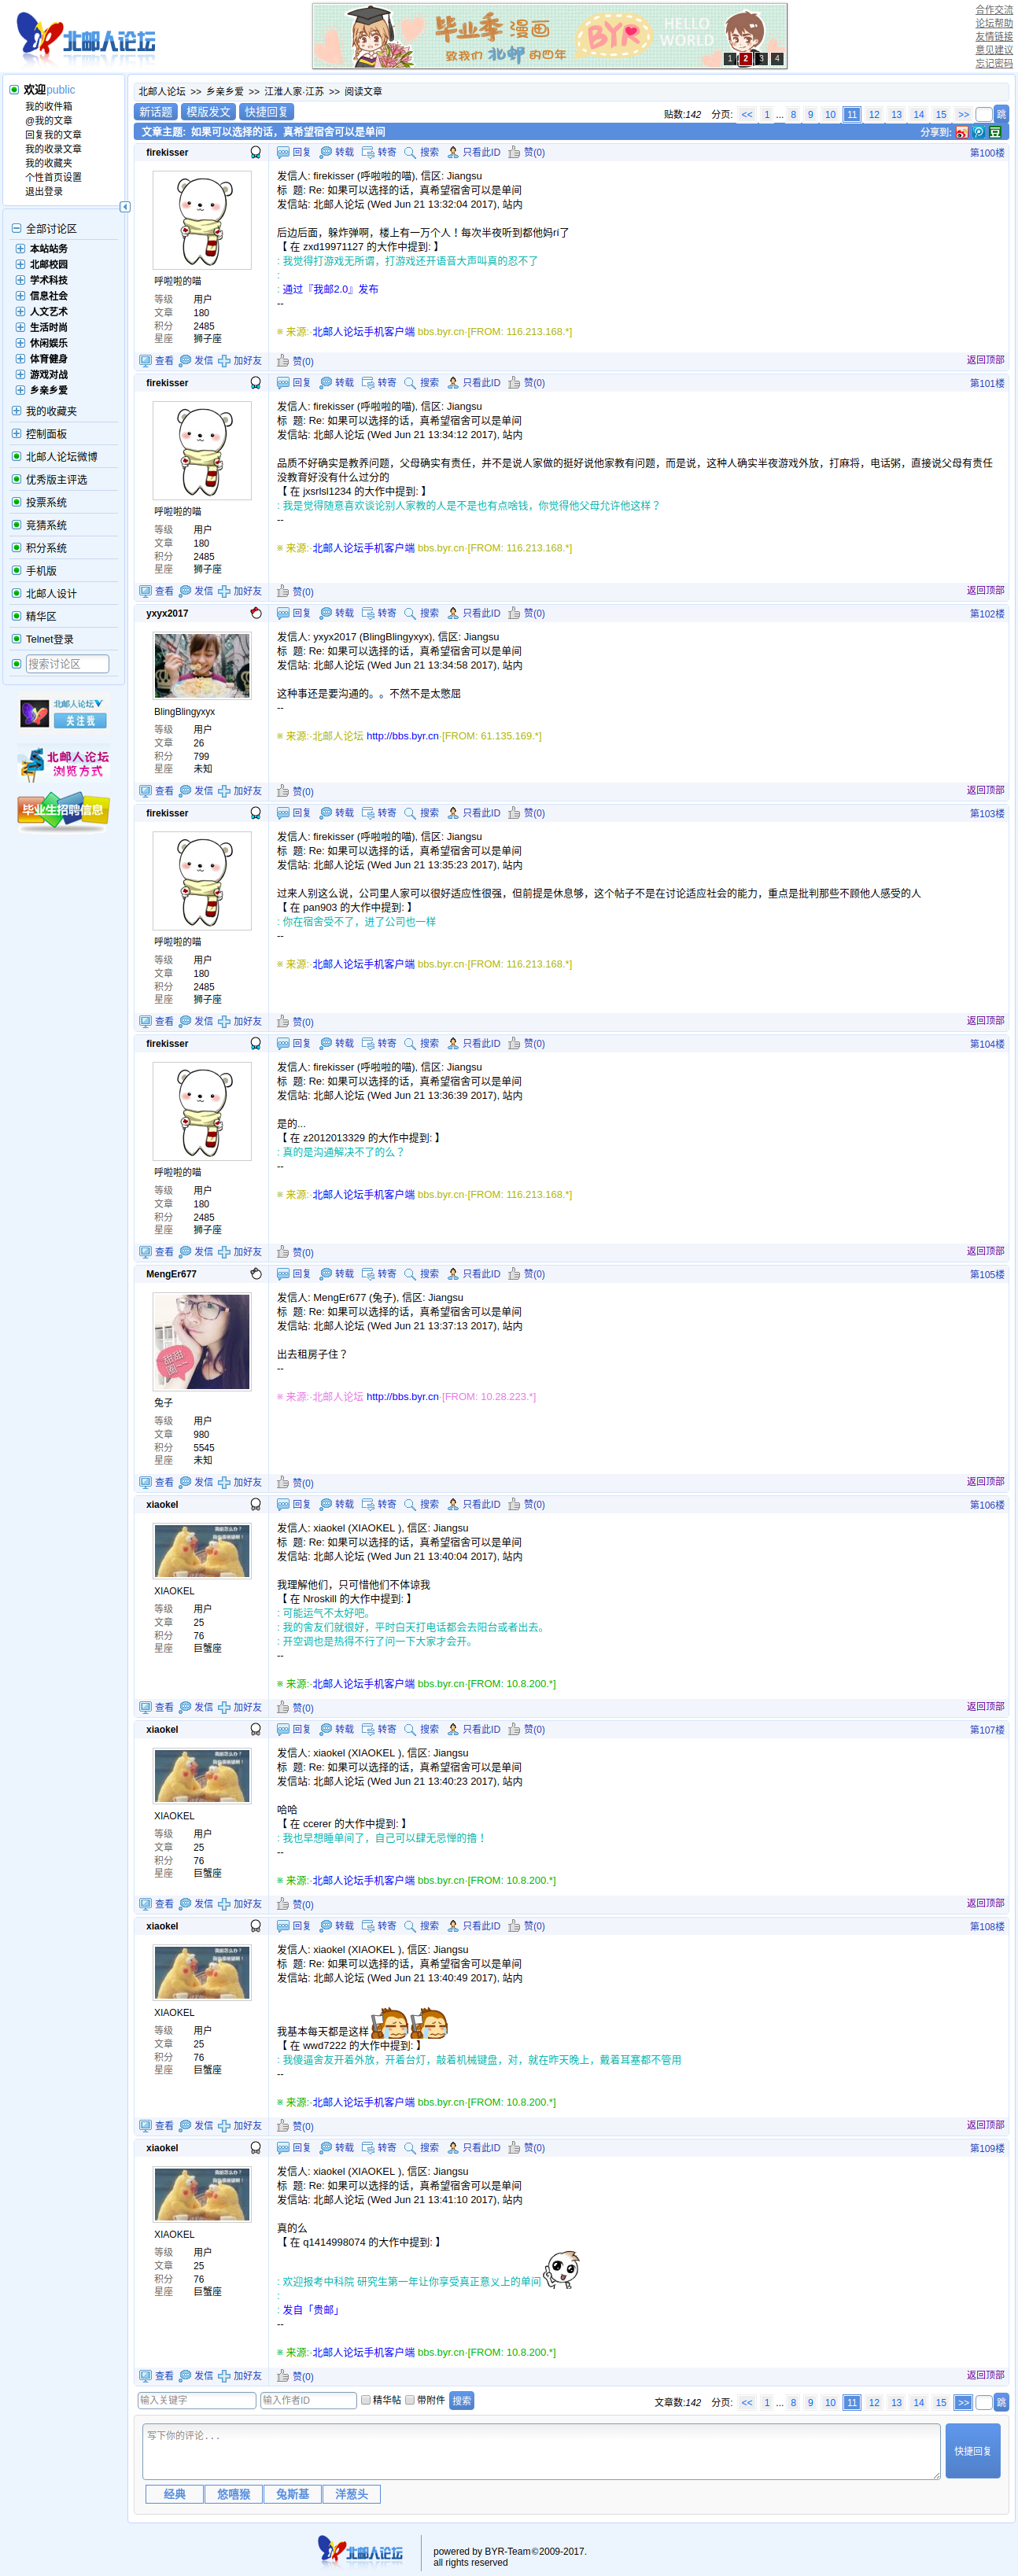 北邮人论坛
毕业季 漫画
致我们 北邮 的四年
BYR
HELLO WORLD
1 2 3 4
合作交流
论坛帮助
友情链接
意见建议
忘记密码
欢迎public
我的收件箱
@我的文章
回复我的文章
我的收录文章
我的收藏夹
个性首页设置
退出登录
全部讨论区
本站站务
北邮校园
学术科技
信息社会
人文艺术
生活时尚
休闲娱乐
体育健身
游戏对战
乡亲乡爱
我的收藏夹
控制面板
北邮人论坛微博
优秀版主评选
投票系统
竞猜系统
积分系统
手机版
北邮人设计
精华区
Telnet登录
搜索讨论区
北邮人论坛
关注我
北邮人论坛
浏览方式
毕业生招聘信息
北邮人论坛 >> 乡亲乡爱 >> 江淮人家·江苏 >> 阅读文章
新话题 模版发文 快捷回复
贴数:142 分页: << 1 ... 8 9 10 11 12 13 14 15 >> 跳
文章主题: 如果可以选择的话，真希望宿舍可以是单间
分享到:
firekisser
回复 转载 转寄 搜索 只看此ID 赞(0)
第100楼
呼啦啦的喵
等级 用户
文章 180
积分 2485
星座 狮子座
发信人: firekisser (呼啦啦的喵), 信区: Jiangsu
标 题: Re: 如果可以选择的话，真希望宿舍可以是单间
发信站: 北邮人论坛 (Wed Jun 21 13:32:04 2017), 站内
后边后面，躲炸弹啊，楼上有一万个人！每次半夜听到都他妈ri了
【 在 zxd19971127 的大作中提到: 】
: 我觉得打游戏无所谓，打游戏还开语音大声叫真的忍不了
:
: 通过『我邮2.0』发布
--
※ 来源:·北邮人论坛手机客户端 bbs.byr.cn·[FROM: 116.213.168.*]
查看 发信 加好友
赞(0)
返回顶部
firekisser
回复 转载 转寄 搜索 只看此ID 赞(0)
第101楼
呼啦啦的喵
等级 用户
文章 180
积分 2485
星座 狮子座
发信人: firekisser (呼啦啦的喵), 信区: Jiangsu
标 题: Re: 如果可以选择的话，真希望宿舍可以是单间
发信站: 北邮人论坛 (Wed Jun 21 13:34:12 2017), 站内
品质不好确实是教养问题，父母确实有责任，并不是说人家做的挺好说他家教有问题，而是说，这种人确实半夜游戏外放，打麻将，电话粥，直接说父母有责任
没教育好没有什么过分的
【 在 jxsrlsl1234 的大作中提到: 】
: 我是觉得随意喜欢谈论别人家教的人是不是也有点啥钱，你觉得他父母允许他这样？
--
※ 来源:·北邮人论坛手机客户端 bbs.byr.cn·[FROM: 116.213.168.*]
查看 发信 加好友
赞(0)
返回顶部
yxyx2017
回复 转载 转寄 搜索 只看此ID 赞(0)
第102楼
BlingBlingyxyx
等级 用户
文章 26
积分 799
星座 未知
发信人: yxyx2017 (BlingBlingyxyx), 信区: Jiangsu
标 题: Re: 如果可以选择的话，真希望宿舍可以是单间
发信站: 北邮人论坛 (Wed Jun 21 13:34:58 2017), 站内
这种事还是要沟通的。。不然不是太憋屈
--
※ 来源:·北邮人论坛 http://bbs.byr.cn·[FROM: 61.135.169.*]
查看 发信 加好友
赞(0)
返回顶部
firekisser
回复 转载 转寄 搜索 只看此ID 赞(0)
第103楼
呼啦啦的喵
等级 用户
文章 180
积分 2485
星座 狮子座
发信人: firekisser (呼啦啦的喵), 信区: Jiangsu
标 题: Re: 如果可以选择的话，真希望宿舍可以是单间
发信站: 北邮人论坛 (Wed Jun 21 13:35:23 2017), 站内
过来人别这么说，公司里人家可以很好适应性很强，但前提是休息够，这个帖子不是在讨论适应社会的能力，重点是批判那些不顾他人感受的人
【 在 pan903 的大作中提到: 】
: 你在宿舍受不了，进了公司也一样
--
※ 来源:·北邮人论坛手机客户端 bbs.byr.cn·[FROM: 116.213.168.*]
查看 发信 加好友
赞(0)
返回顶部
firekisser
回复 转载 转寄 搜索 只看此ID 赞(0)
第104楼
呼啦啦的喵
等级 用户
文章 180
积分 2485
星座 狮子座
发信人: firekisser (呼啦啦的喵), 信区: Jiangsu
标 题: Re: 如果可以选择的话，真希望宿舍可以是单间
发信站: 北邮人论坛 (Wed Jun 21 13:36:39 2017), 站内
是的...
【 在 z2012013329 的大作中提到: 】
: 真的是沟通解决不了的么？
--
※ 来源:·北邮人论坛手机客户端 bbs.byr.cn·[FROM: 116.213.168.*]
查看 发信 加好友
赞(0)
返回顶部
MengEr677
回复 转载 转寄 搜索 只看此ID 赞(0)
第105楼
甜甜圈~~
兔子
等级 用户
文章 980
积分 5545
星座 未知
发信人: MengEr677 (兔子), 信区: Jiangsu
标 题: Re: 如果可以选择的话，真希望宿舍可以是单间
发信站: 北邮人论坛 (Wed Jun 21 13:37:13 2017), 站内
出去租房子住？
--
※ 来源:·北邮人论坛 http://bbs.byr.cn·[FROM: 10.28.223.*]
查看 发信 加好友
赞(0)
返回顶部
xiaokel
回复 转载 转寄 搜索 只看此ID 赞(0)
第106楼
XIAOKEL
等级 用户
文章 25
积分 76
星座 巨蟹座
发信人: xiaokel (XIAOKEL ), 信区: Jiangsu
标 题: Re: 如果可以选择的话，真希望宿舍可以是单间
发信站: 北邮人论坛 (Wed Jun 21 13:40:04 2017), 站内
我理解他们，只可惜他们不体谅我
【 在 Nroskill 的大作中提到: 】
: 可能运气不太好吧。
: 我的舍友们就很好，平时白天打电话都会去阳台或者出去。
: 开空调也是热得不行了问一下大家才会开。
--
※ 来源:·北邮人论坛手机客户端 bbs.byr.cn·[FROM: 10.8.200.*]
查看 发信 加好友
赞(0)
返回顶部
xiaokel
回复 转载 转寄 搜索 只看此ID 赞(0)
第107楼
XIAOKEL
等级 用户
文章 25
积分 76
星座 巨蟹座
发信人: xiaokel (XIAOKEL ), 信区: Jiangsu
标 题: Re: 如果可以选择的话，真希望宿舍可以是单间
发信站: 北邮人论坛 (Wed Jun 21 13:40:23 2017), 站内
哈哈
【 在 ccerer 的大作中提到: 】
: 我也早想睡单间了，自己可以肆无忌惮的撸！
--
※ 来源:·北邮人论坛手机客户端 bbs.byr.cn·[FROM: 10.8.200.*]
查看 发信 加好友
赞(0)
返回顶部
xiaokel
回复 转载 转寄 搜索 只看此ID 赞(0)
第108楼
XIAOKEL
等级 用户
文章 25
积分 76
星座 巨蟹座
发信人: xiaokel (XIAOKEL ), 信区: Jiangsu
标 题: Re: 如果可以选择的话，真希望宿舍可以是单间
发信站: 北邮人论坛 (Wed Jun 21 13:40:49 2017), 站内
我基本每天都是这样
【 在 wwd7222 的大作中提到: 】
: 我傻逼舍友开着外放，开着台灯，敲着机械键盘，对，就在昨天晚上，戴着耳塞都不管用
--
※ 来源:·北邮人论坛手机客户端 bbs.byr.cn·[FROM: 10.8.200.*]
查看 发信 加好友
赞(0)
返回顶部
xiaokel
回复 转载 转寄 搜索 只看此ID 赞(0)
第109楼
XIAOKEL
等级 用户
文章 25
积分 76
星座 巨蟹座
发信人: xiaokel (XIAOKEL ), 信区: Jiangsu
标 题: Re: 如果可以选择的话，真希望宿舍可以是单间
发信站: 北邮人论坛 (Wed Jun 21 13:41:10 2017), 站内
真的么
【 在 q1414998074 的大作中提到: 】
: 欢迎报考中科院 研究生第一年让你享受真正意义上的单间
:
: 发自「贵邮」
--
※ 来源:·北邮人论坛手机客户端 bbs.byr.cn·[FROM: 10.8.200.*]
查看 发信 加好友
赞(0)
返回顶部
输入关键字 输入作者ID 精华帖 带附件 搜索
文章数:142 分页: << 1 ... 8 9 10 11 12 13 14 15 >> 跳
写下你的评论...
快捷回复
经典 悠嘻猴 兔斯基 洋葱头
北邮人论坛
powered by BYR-Team©2009-2017.
all rights reserved